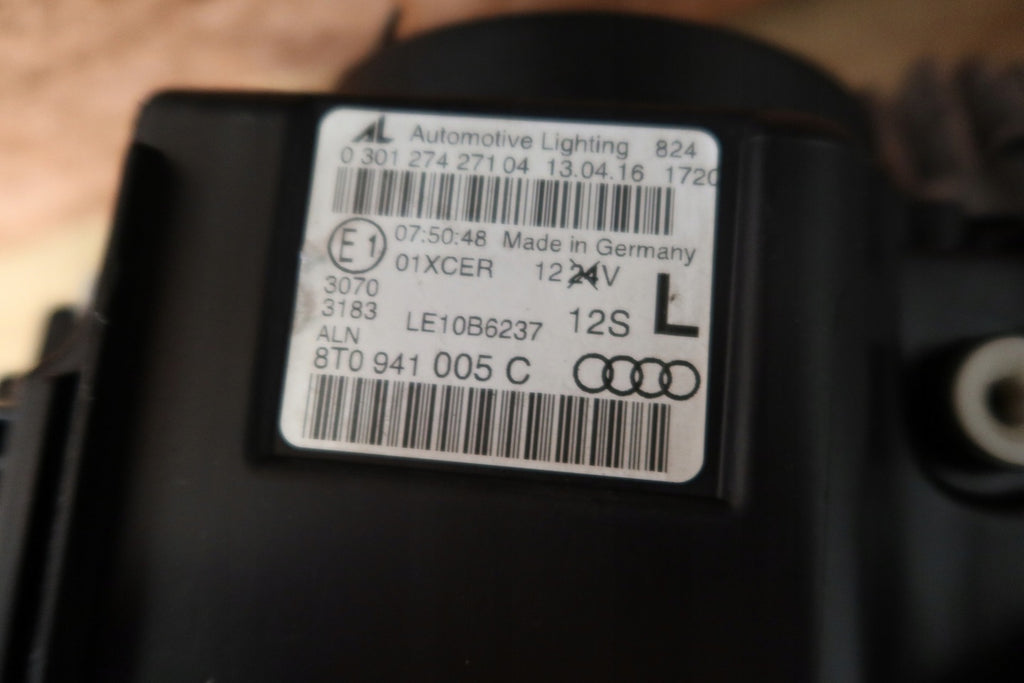 AL Automotive Lighting 824
0 301 274 271 04 13.04.16 1720
E1 07:50:48 Made in Germany
01XCER 12 24V
3070
3183 LE10B6237 12S L
ALN
8T0 941 005 C